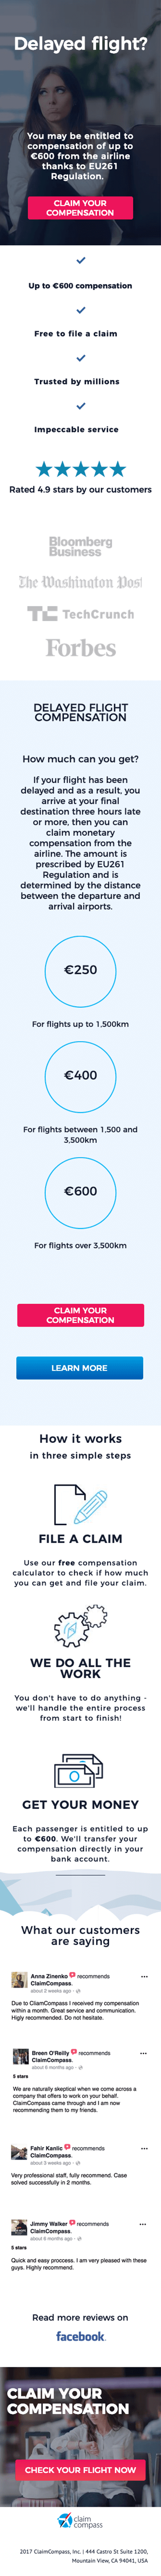 Delayed flight?
You may be entitled to
compensation of up to
€600 from the airline
thanks to EU261
Regulation.
CLAIM YOUR
COMPENSATION
Up to €600 compensation
Free to file a claim
Trusted by millions
Impeccable service
Rated 4.9 stars by our customers
Bloomberg
Business
The Washington Post
TC TechCrunch
Forbes
DELAYED FLIGHT
COMPENSATION
How much can you get?
If your flight has been
delayed and as a result, you
arrive at your final
destination three hours late
or more, then you can
claim monetary
compensation from the
airline. The amount is
prescribed by EU261
Regulation and is
determined by the distance
between the departure and
arrival airports.
€250
For flights up to 1,500km
€400
For flights between 1,500 and
3,500km
€600
For flights over 3,500km
CLAIM YOUR
COMPENSATION
LEARN MORE
How it works
in three simple steps
FILE A CLAIM
Use our free compensation
calculator to check if how much
you can get and file your claim.
WE DO ALL THE
WORK
You don't have to do anything -
we'll handle the entire process
from start to finish!
GET YOUR MONEY
Each passenger is entitled to up
to €600. We'll transfer your
compensation directly in your
bank account.
What our customers
are saying
Anna Zinenko recommends
ClaimCompass.
about 2 weeks ago
Due to CliamCompass I received my compensation
within a month. Great service and communication.
Higly recommended. Do not hesitate.
Breen O'Reilly recommends
ClaimCompass.
about 6 months ago
5 stars
We are naturally skeptical when we come across a
company that offers to work on your behalf.
ClaimCompass came through and I am now
recommending them to my friends.
Fahir Kanlic recommends
ClaimCompass.
about 3 weeks ago
Very professional staff, fully recommend. Case
solved successfully in 2 months.
Jimmy Walker recommends
ClaimCompass.
about 6 months ago
5 stars
Quick and easy proccess. I am very pleased with these
guys. Highly recommend.
Read more reviews on
facebook.
CLAIM YOUR
COMPENSATION
CHECK YOUR FLIGHT NOW
claim
compass
2017 ClaimCompass, Inc. | 444 Castro St Suite 1200,
Mountain View, CA 94041, USA